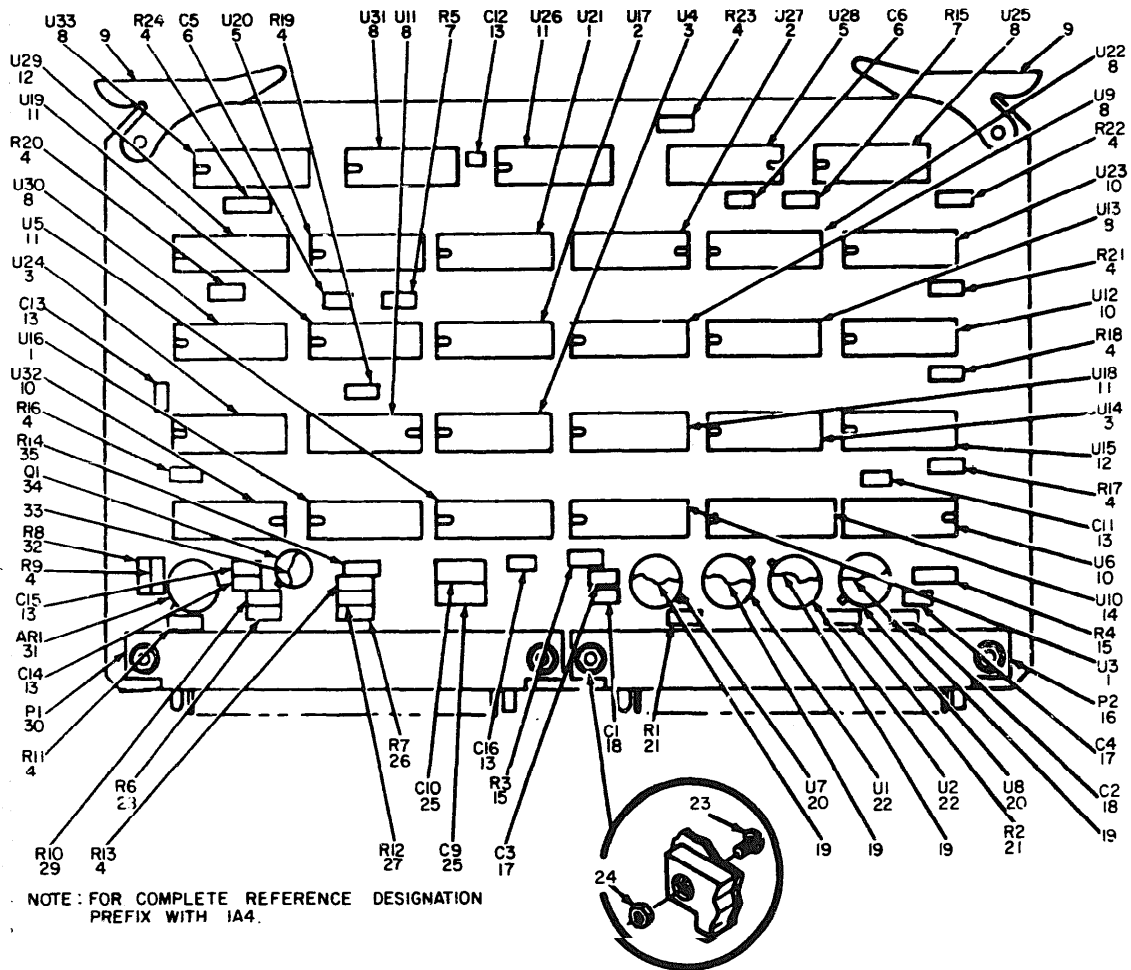 U33 8
9
R24 4
C5 6
U20 5
R19 4
U31 8
U11 8
R5 7
C12 13
U26 11
U21 1
U17 2
U4 3
R23 4
U27 2
U28 5
C6 6
R15 7
U25 8
9
U29 12
U19 11
R20 4
U30 8
U5 11
U24 3
C13 13
U16 1
U32 10
R16 4
R14 35
Q1 34
33
R8 32
R9 4
C15 13
AR1 31
C14 13
P1 30
R11 4
U22 8
U9 8
R22 4
U23 10
U13 8
R21 4
U12 10
R18 4
U18 11
U14 3
U15 12
R17 4
C11 13
U6 10
U10 14
R4 15
U3 1
P2 16
C4 17
C2 18
19
R10 29
R6
R13 4
R7 26
R12 27
C10 25
C9 25
C16 13
R3 15
C3 17
C1 18
R1 21
U7 20
19
U1 22
19
U2 22
19
U8 20
R2 21
23
24
NOTE: FOR COMPLETE REFERENCE DESIGNATION
PREFIX WITH 1A4.